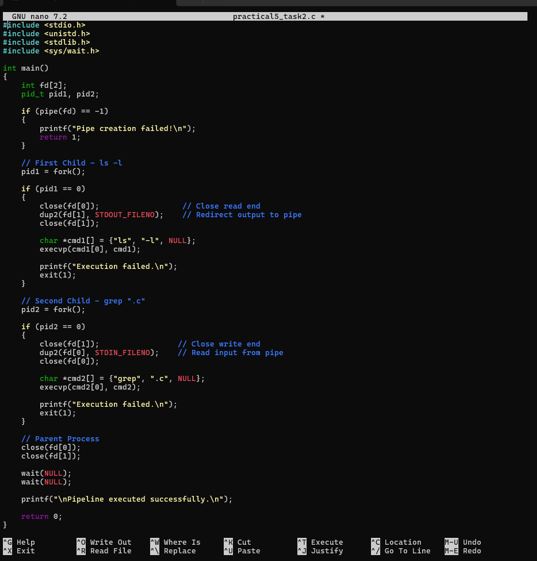 GNU nano 7.2 practical5_task2.c *
#include <stdio.h>
#include <unistd.h>
#include <stdlib.h>
#include <sys/wait.h>
int main()
{
int fd[2];
pid_t pid1, pid2;
if (pipe(fd) == -1)
{
printf("Pipe creation failed!\n");
return 1;
}
// First Child - ls -l
pid1 = fork();
if (pid1 == 0)
{
close(fd[0]); // Close read end
dup2(fd[1], STDOUT_FILENO); // Redirect output to pipe
close(fd[1]);
char *cmd1[] = {"ls", "-l", NULL};
execvp(cmd1[0], cmd1);
printf("Execution failed.\n");
exit(1);
}
// Second Child - grep ".c"
pid2 = fork();
if (pid2 == 0)
{
close(fd[1]); // Close write end
dup2(fd[0], STDIN_FILENO); // Read input from pipe
close(fd[0]);
char *cmd2[] = {"grep", ".c", NULL};
execvp(cmd2[0], cmd2);
printf("Execution failed.\n");
exit(1);
}
// Parent Process
close(fd[0]);
close(fd[1]);
wait(NULL);
wait(NULL);
printf("\nPipeline executed successfully.\n");
return 0;
}
^G Help ^O Write Out ^W Where Is ^K Cut ^T Execute ^C Location M-U Undo
^X Exit ^R Read File ^\ Replace ^U Paste ^J Justify ^/ Go To Line M-E Redo